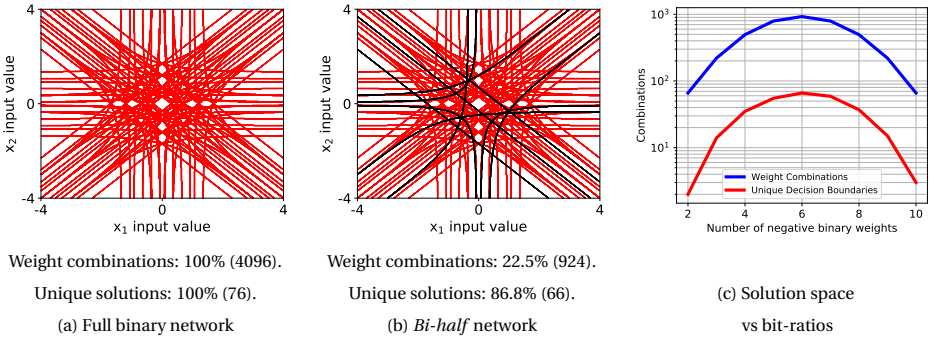 4
0
-4
x2 input value
-4 0 4
x1 input value
Weight combinations: 100% (4096).
Unique solutions: 100% (76).
(a) Full binary network
4
0
-4
x2 input value
-4 0 4
x1 input value
Weight combinations: 22.5% (924).
Unique solutions: 86.8% (66).
(b) Bi-half network
10³
10²
10¹
Combinations
Weight Combinations
Unique Decision Boundaries
2 4 6 8 10
Number of negative binary weights
(c) Solution space
vs bit-ratios